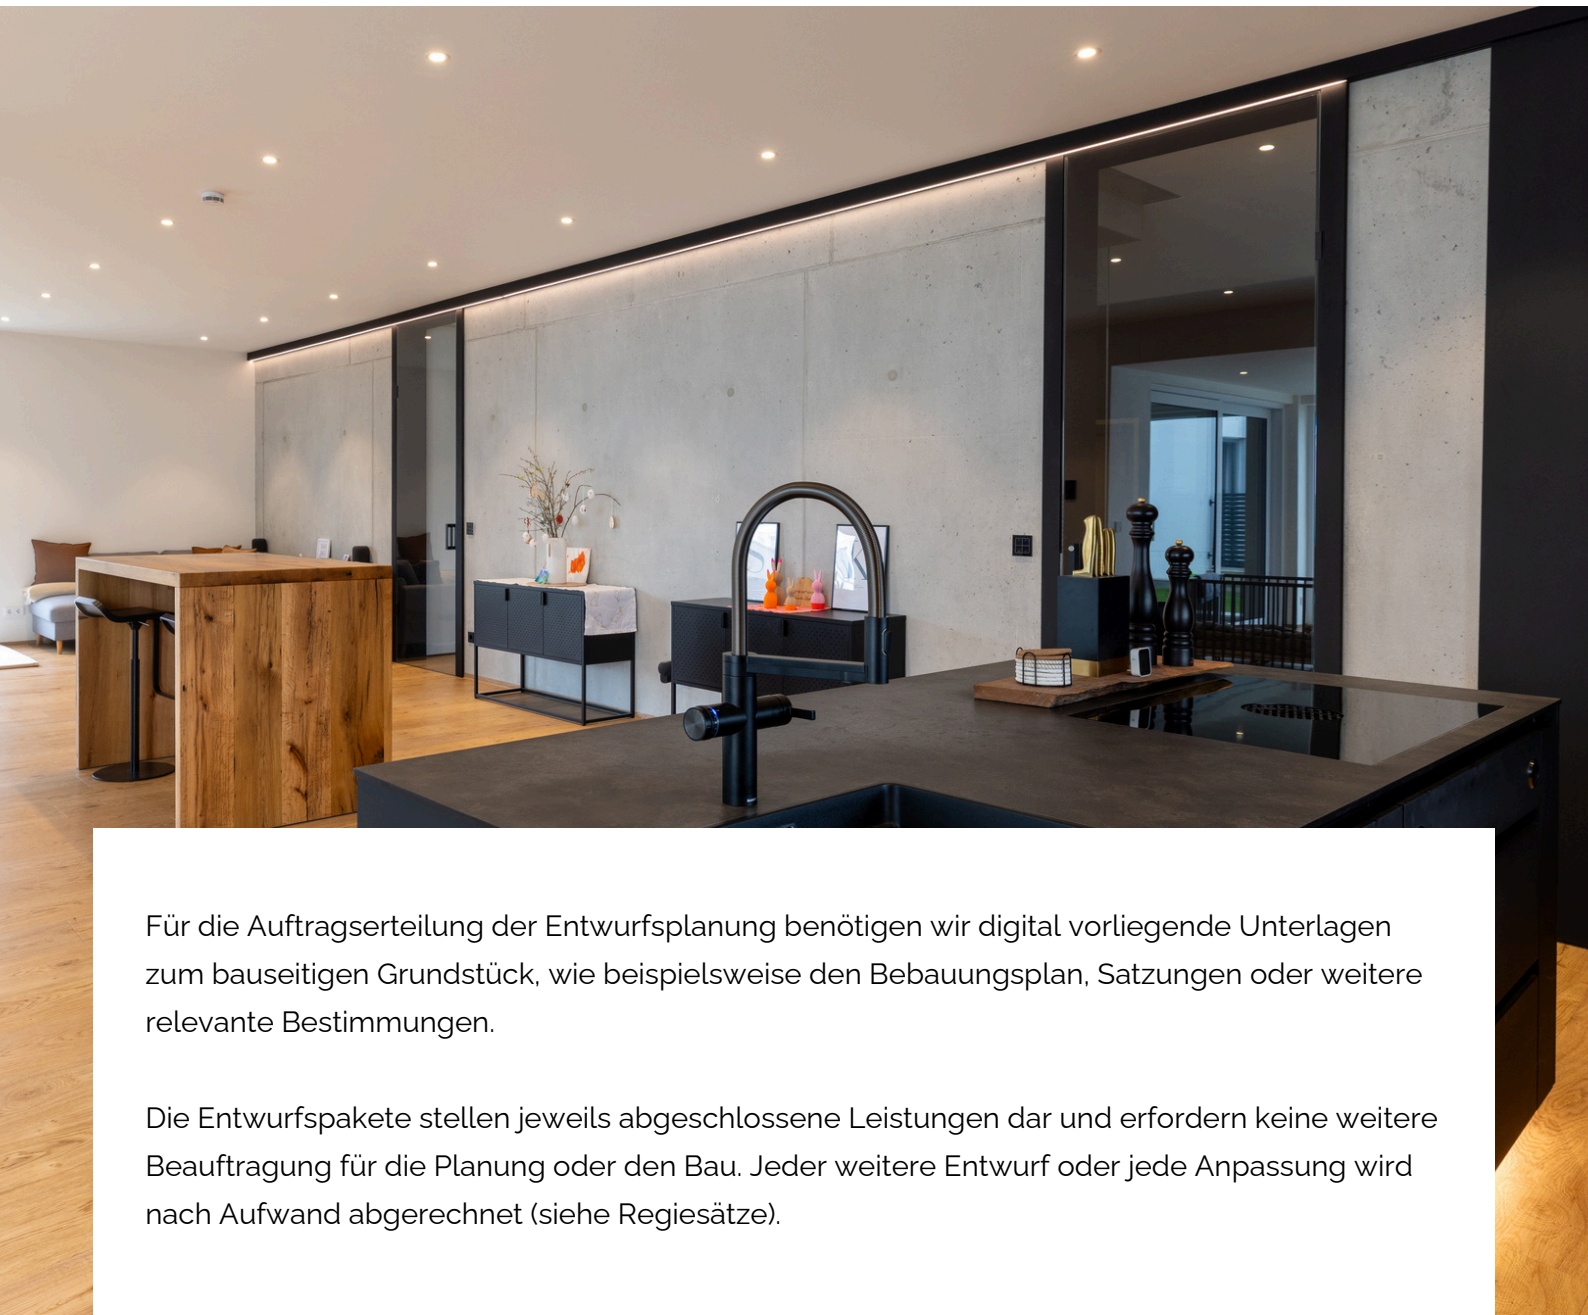 Für die Auftragserteilung der Entwurfsplanung benötigen wir digital vorliegende Unterlagen
zum bauseitigen Grundstück, wie beispielsweise den Bebauungsplan, Satzungen oder weitere
relevante Bestimmungen.
Die Entwurfspakete stellen jeweils abgeschlossene Leistungen dar und erfordern keine weitere
Beauftragung für die Planung oder den Bau. Jeder weitere Entwurf oder jede Anpassung wird
nach Aufwand abgerechnet (siehe Regiesätze).